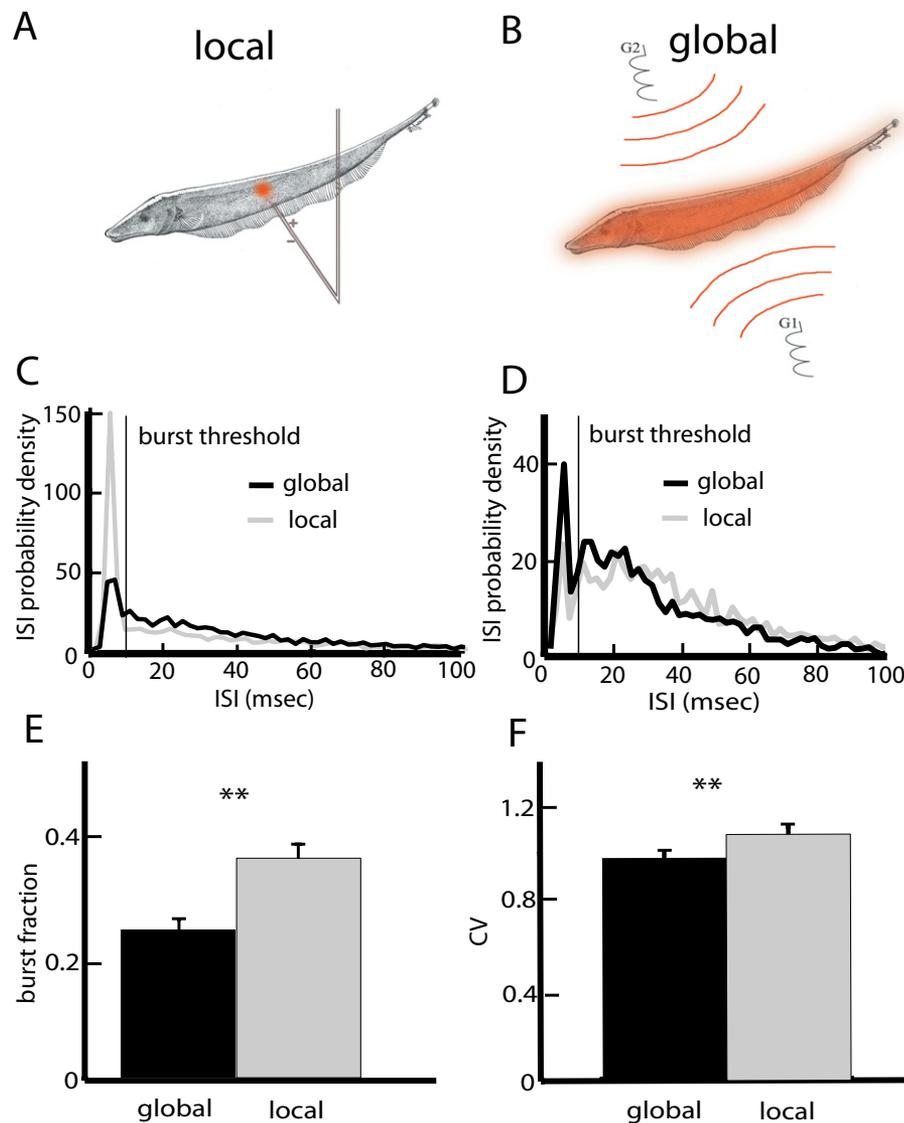 A
local
+
−
B
global
G2
G1
C
ISI probability density
150
100
50
0
burst threshold
global
local
0 20 40 60 80 100
ISI (msec)
D
ISI probability density
40
20
0
burst threshold
global
local
0 20 40 60 80 100
ISI (msec)
E
burst fraction
0.4
0.2
0
**
global local
F
CV
1.2
0.8
0.4
0
**
global local